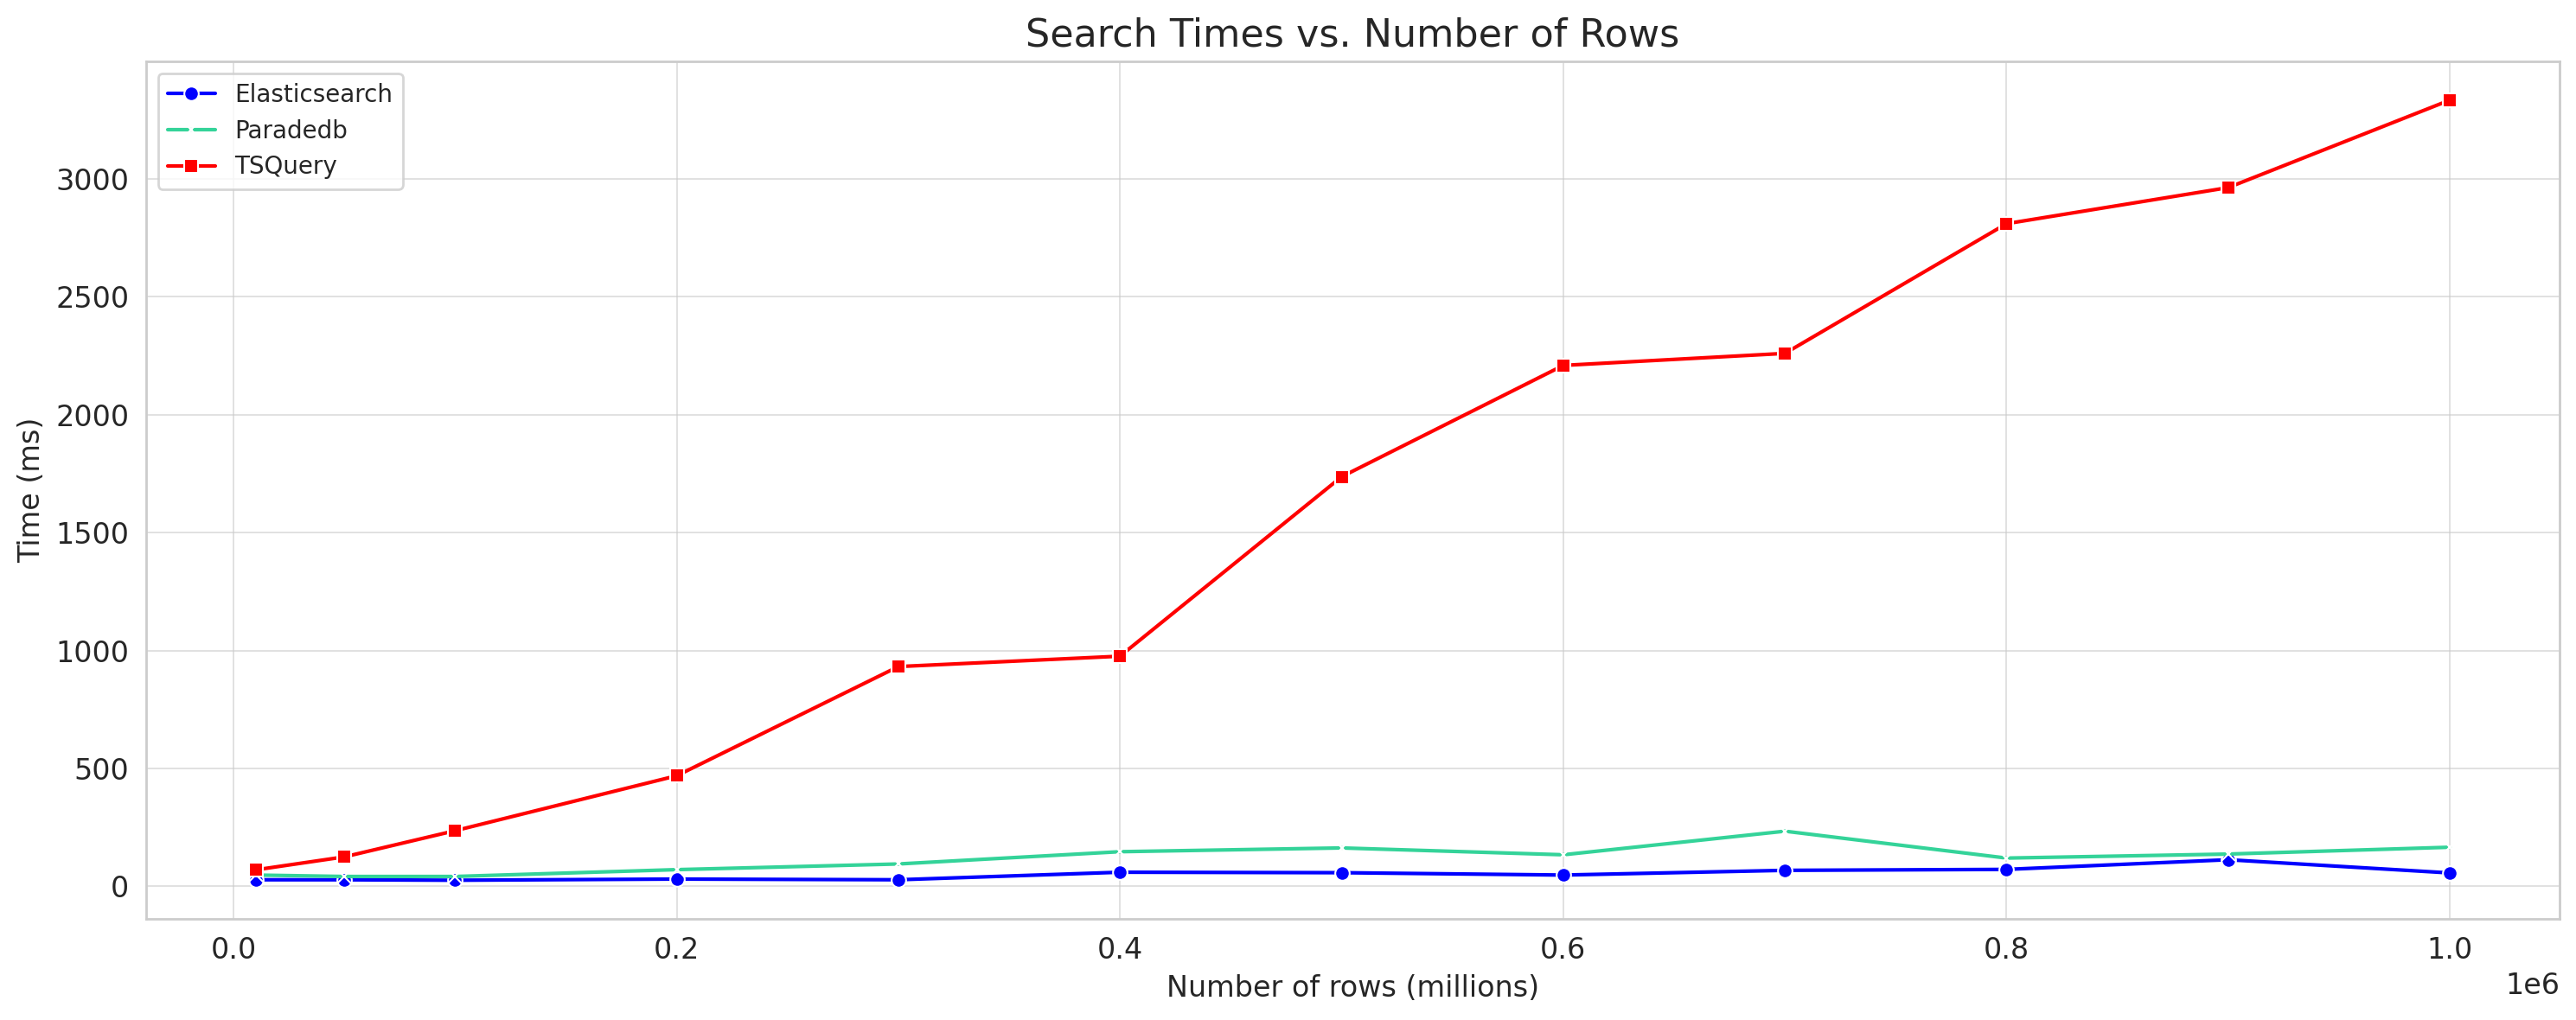 Search Times vs. Number of Rows
Elasticsearch
Paradedb
TSQuery
3000
2500
2000
1500
1000
500
0
Time (ms)
0.0 0.2 0.4 0.6 0.8 1.0
1e6
Number of rows (millions)